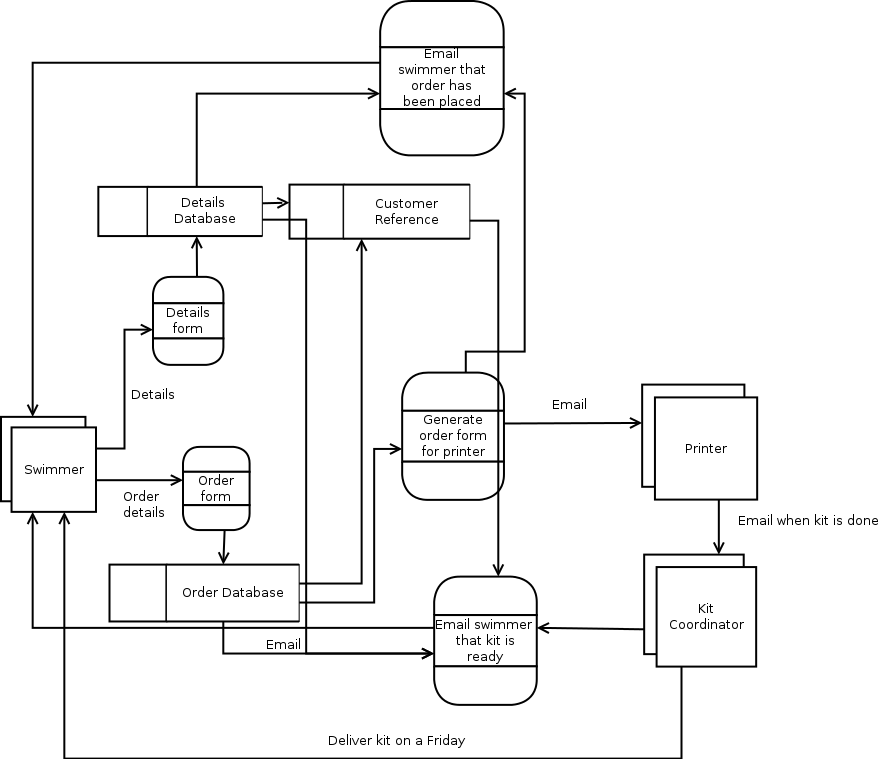 Email
swimmer that
order has
been placed
Details
Database
Customer
Reference
Details
form
Details
Generate
order form
for printer
Email
Printer
Swimmer
Order
form
Order
details
Email when kit is done
Order Database
Email swimmer
that kit is
ready
Kit
Coordinator
Email
Deliver kit on a Friday